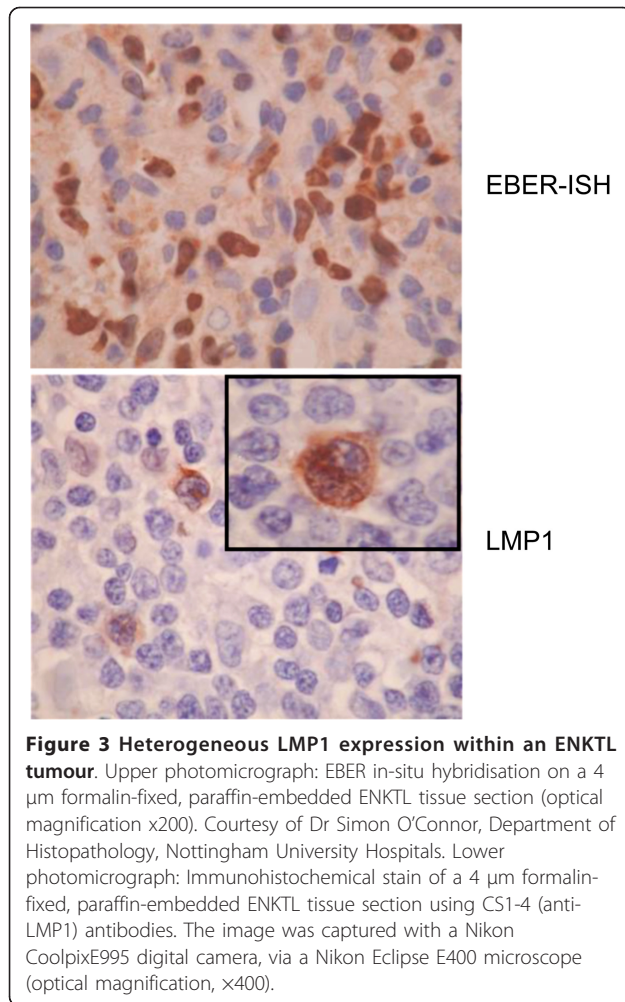 EBER-ISH
LMP1
Figure 3 Heterogeneous LMP1 expression within an ENKTL
tumour. Upper photomicrograph: EBER in-situ hybridisation on a 4
μm formalin-fixed, paraffin-embedded ENKTL tissue section (optical
magnification x200). Courtesy of Dr Simon O'Connor, Department of
Histopathology, Nottingham University Hospitals. Lower
photomicrograph: Immunohistochemical stain of a 4 μm formalin-
fixed, paraffin-embedded ENKTL tissue section using CS1-4 (anti-
LMP1) antibodies. The image was captured with a Nikon
CoolpixE995 digital camera, via a Nikon Eclipse E400 microscope
(optical magnification, ×400).